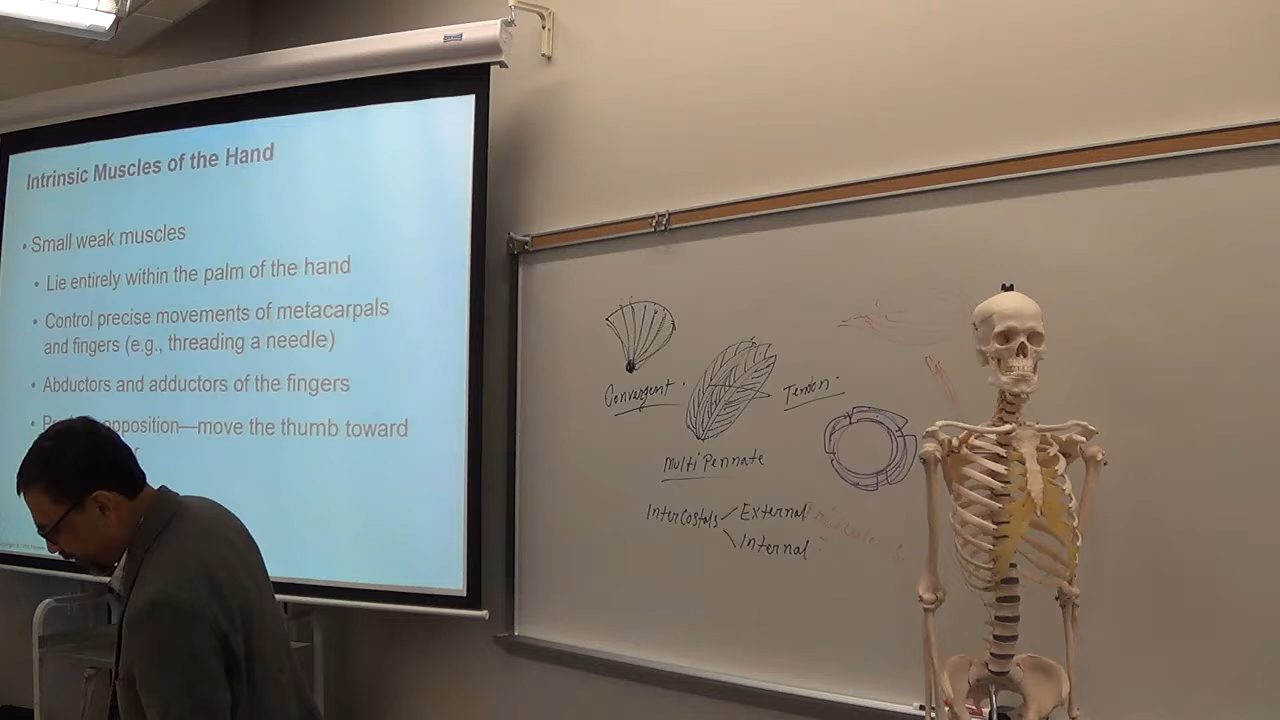 Intrinsic Muscles of the Hand
• Small weak muscles
• Lie entirely within the palm of the hand
• Control precise movements of metacarpals
and fingers (e.g., threading a needle)
• Abductors and adductors of the fingers
• opposition—move the thumb toward
Convergent
Tendon
Multipennate
Intercostals
External
Internal